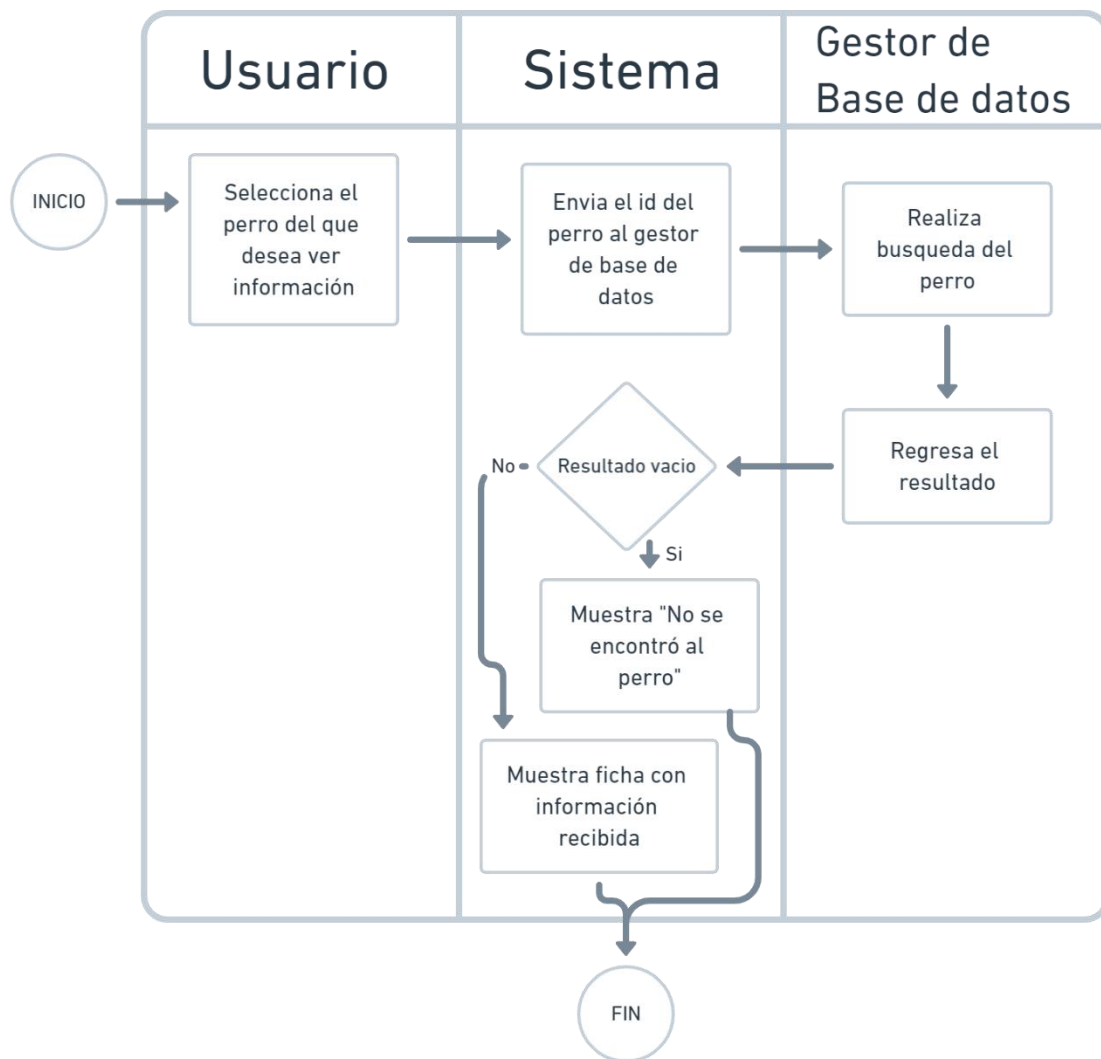 Usuario
Sistema
Gestor de
Base de datos
INICIO
Selecciona el
perro del que
desea ver
información
Envia el id del
perro al gestor
de base de
datos
Realiza
busqueda del
perro
Regresa el
resultado
Resultado vacio
No
Si
Muestra "No se
encontró al
perro"
Muestra ficha con
información
recibida
FIN